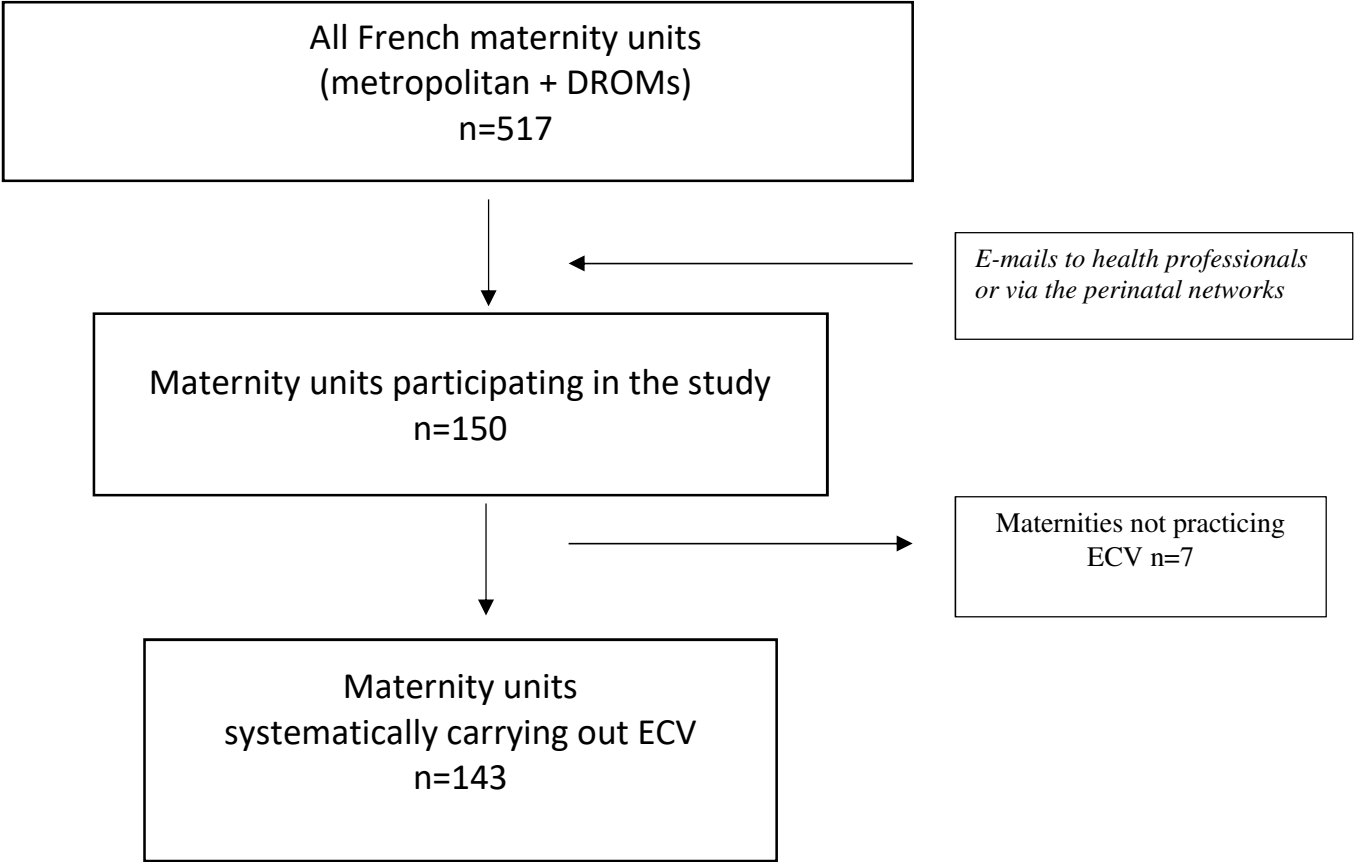 All French maternity units
(metropolitan + DROMs)
n=517
E-mails to health professionals
or via the perinatal networks
Maternity units participating in the study
n=150
Maternities not practicing
ECV n=7
Maternity units
systematically carrying out ECV
n=143